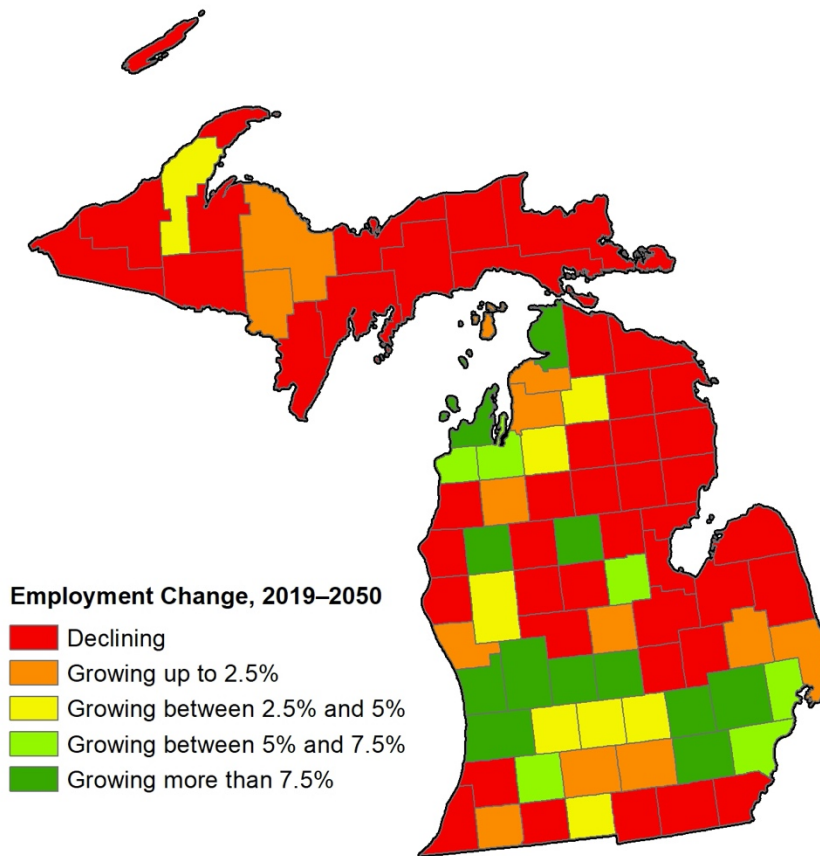 Employment Change, 2019–2050
Declining
Growing up to 2.5%
Growing between 2.5% and 5%
Growing between 5% and 7.5%
Growing more than 7.5%